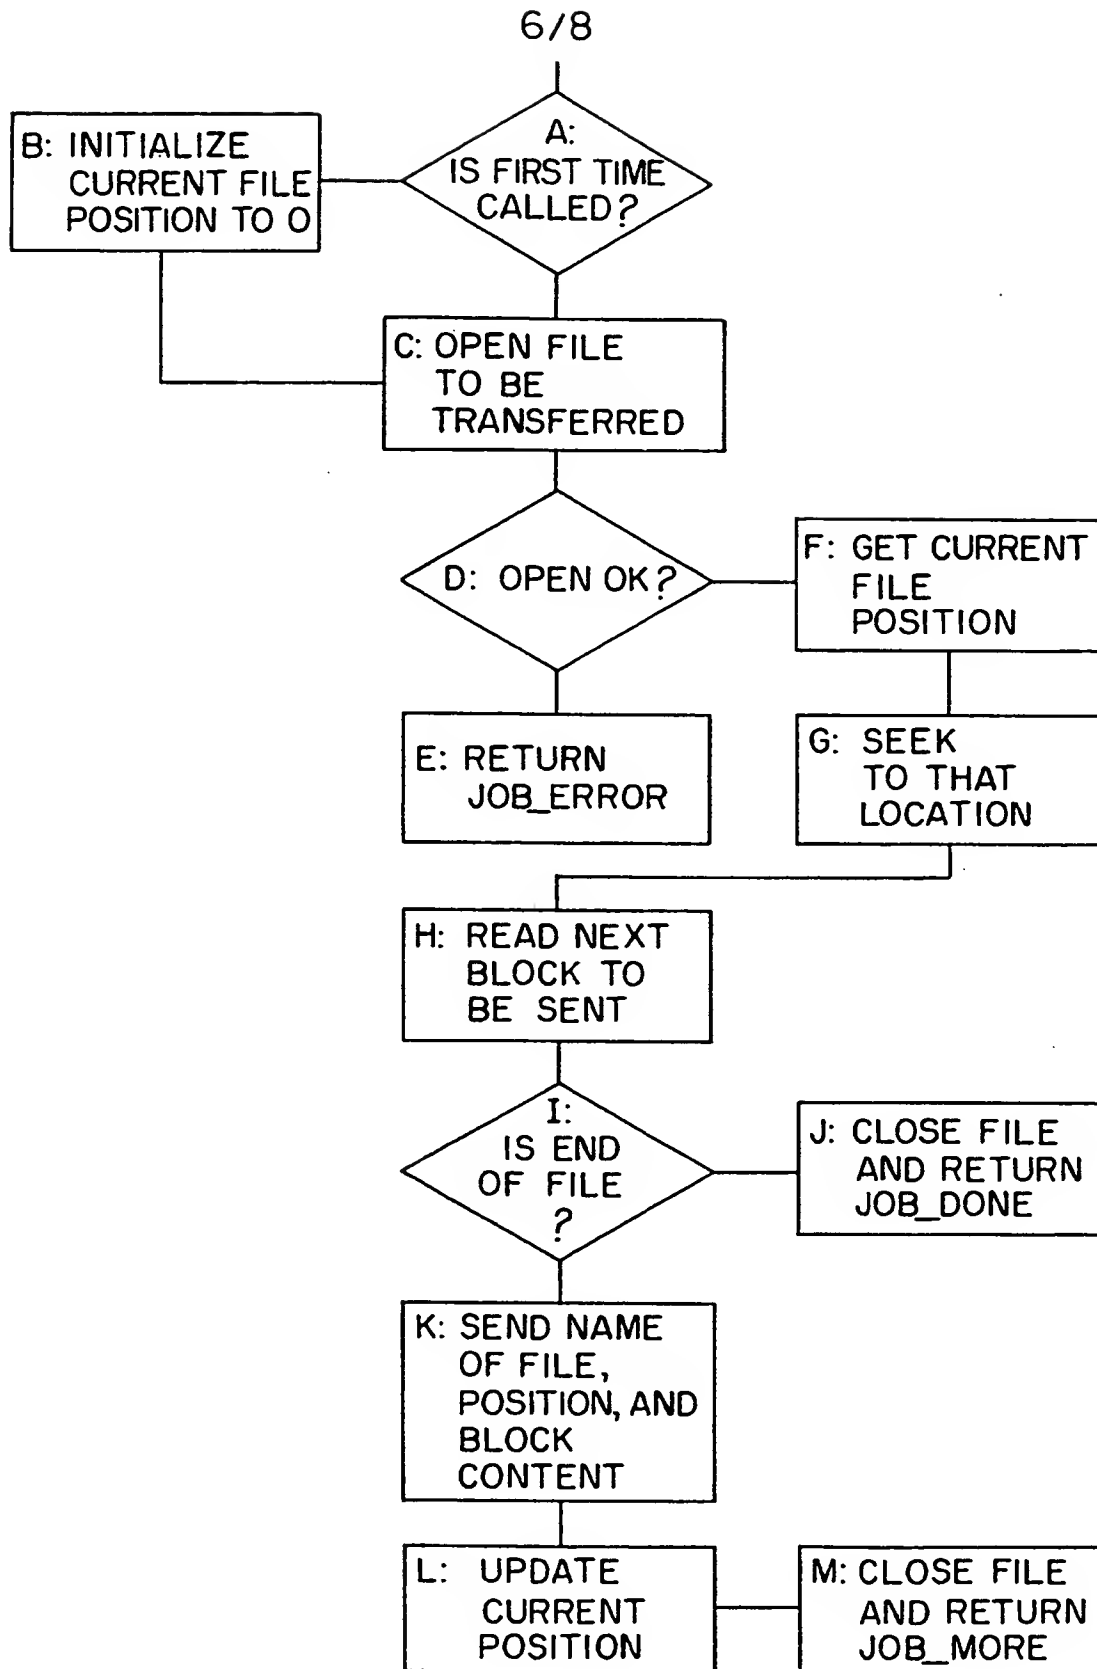 6/8
A:
IS FIRST TIME
CALLED?
B: INITIALIZE
CURRENT FILE
POSITION TO 0
C: OPEN FILE
TO BE
TRANSFERRED
D: OPEN OK?
F: GET CURRENT
FILE
POSITION
E: RETURN
JOB_ERROR
G: SEEK
TO THAT
LOCATION
H: READ NEXT
BLOCK TO
BE SENT
I:
IS END
OF FILE
?
J: CLOSE FILE
AND RETURN
JOB_DONE
K: SEND NAME
OF FILE,
POSITION, AND
BLOCK
CONTENT
L: UPDATE
CURRENT
POSITION
M: CLOSE FILE
AND RETURN
JOB_MORE